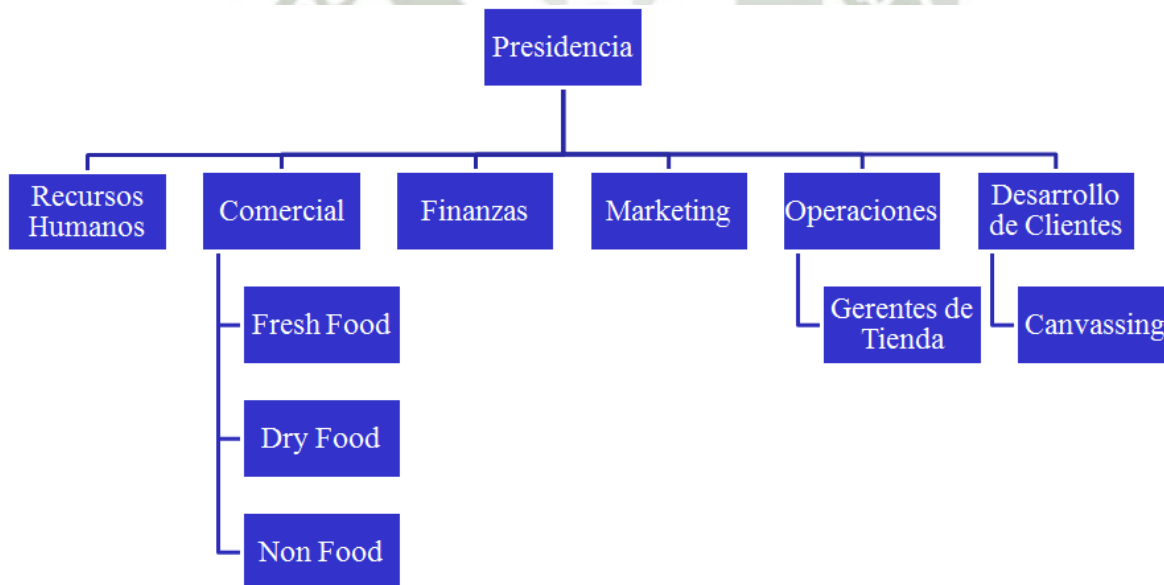 Presidencia
Recursos
Humanos
Comercial
Finanzas
Marketing
Operaciones
Desarrollo
de Clientes
Fresh Food
Gerentes de
Tienda
Canvassing
Dry Food
Non Food